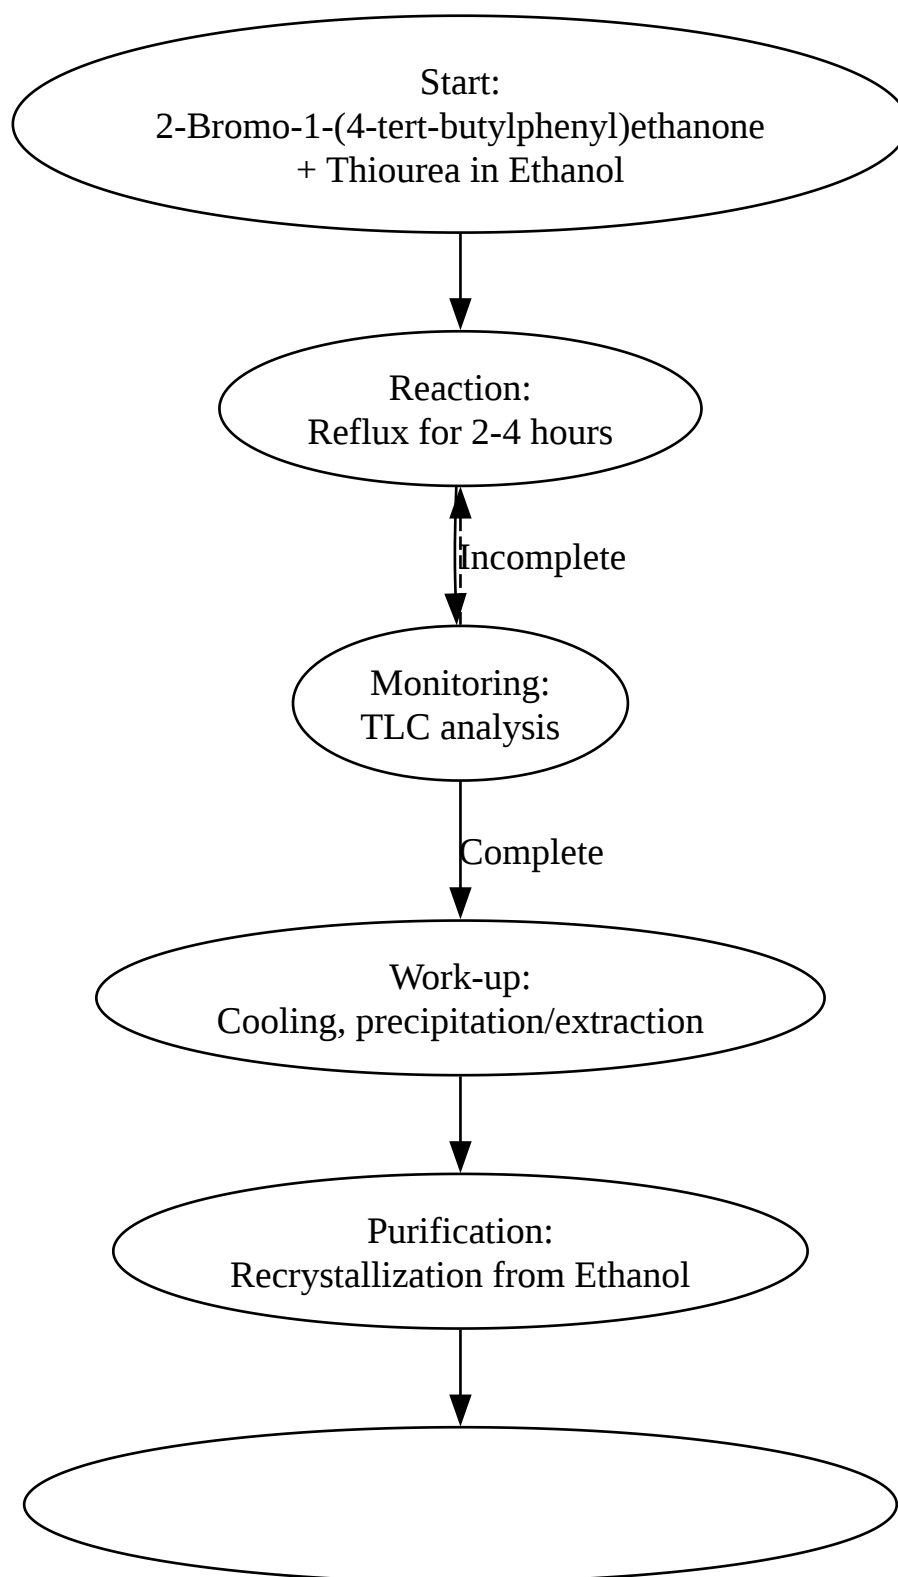 Start:
2-Bromo-1-(4-tert-butylphenyl)ethanone
+ Thiourea in Ethanol
Reaction:
Reflux for 2-4 hours
Incomplete
Monitoring:
TLC analysis
Complete
Work-up:
Cooling, precipitation/extraction
Purification:
Recrystallization from Ethanol